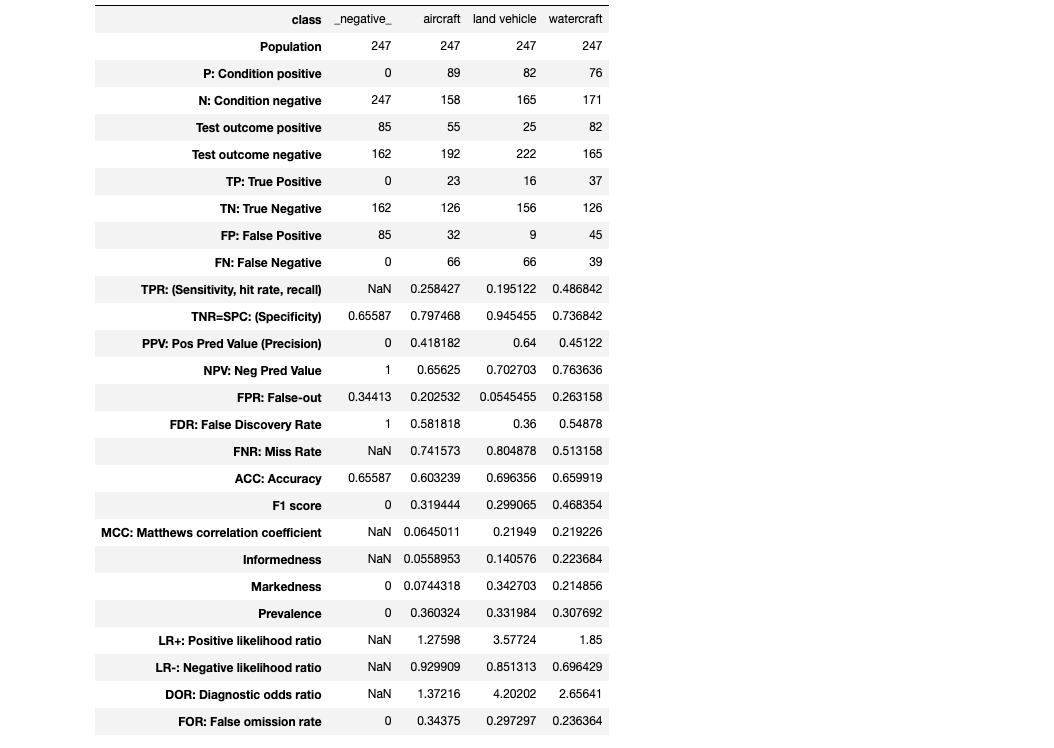 class _negative_ aircraft land vehicle watercraft
Population 247 247 247 247
P: Condition positive 0 89 82 76
N: Condition negative 247 158 165 171
Test outcome positive 85 55 25 82
Test outcome negative 162 192 222 165
TP: True Positive 0 23 16 37
TN: True Negative 162 126 156 126
FP: False Positive 85 32 9 45
FN: False Negative 0 66 66 39
TPR: (Sensitivity, hit rate, recall) NaN 0.258427 0.195122 0.486842
TNR=SPC: (Specificity) 0.65587 0.797468 0.945455 0.736842
PPV: Pos Pred Value (Precision) 0 0.418182 0.64 0.45122
NPV: Neg Pred Value 1 0.65625 0.702703 0.763636
FPR: False-out 0.34413 0.202532 0.0545455 0.263158
FDR: False Discovery Rate 1 0.581818 0.36 0.54878
FNR: Miss Rate NaN 0.741573 0.804878 0.513158
ACC: Accuracy 0.65587 0.603239 0.696356 0.659919
F1 score 0 0.319444 0.299065 0.468354
MCC: Matthews correlation coefficient NaN 0.0645011 0.21949 0.219226
Informedness NaN 0.0558953 0.140576 0.223684
Markedness 0 0.0744318 0.342703 0.214856
Prevalence 0 0.360324 0.331984 0.307692
LR+: Positive likelihood ratio NaN 1.27598 3.57724 1.85
LR-: Negative likelihood ratio NaN 0.929909 0.851313 0.696429
DOR: Diagnostic odds ratio NaN 1.37216 4.20202 2.65641
FOR: False omission rate 0 0.34375 0.297297 0.236364